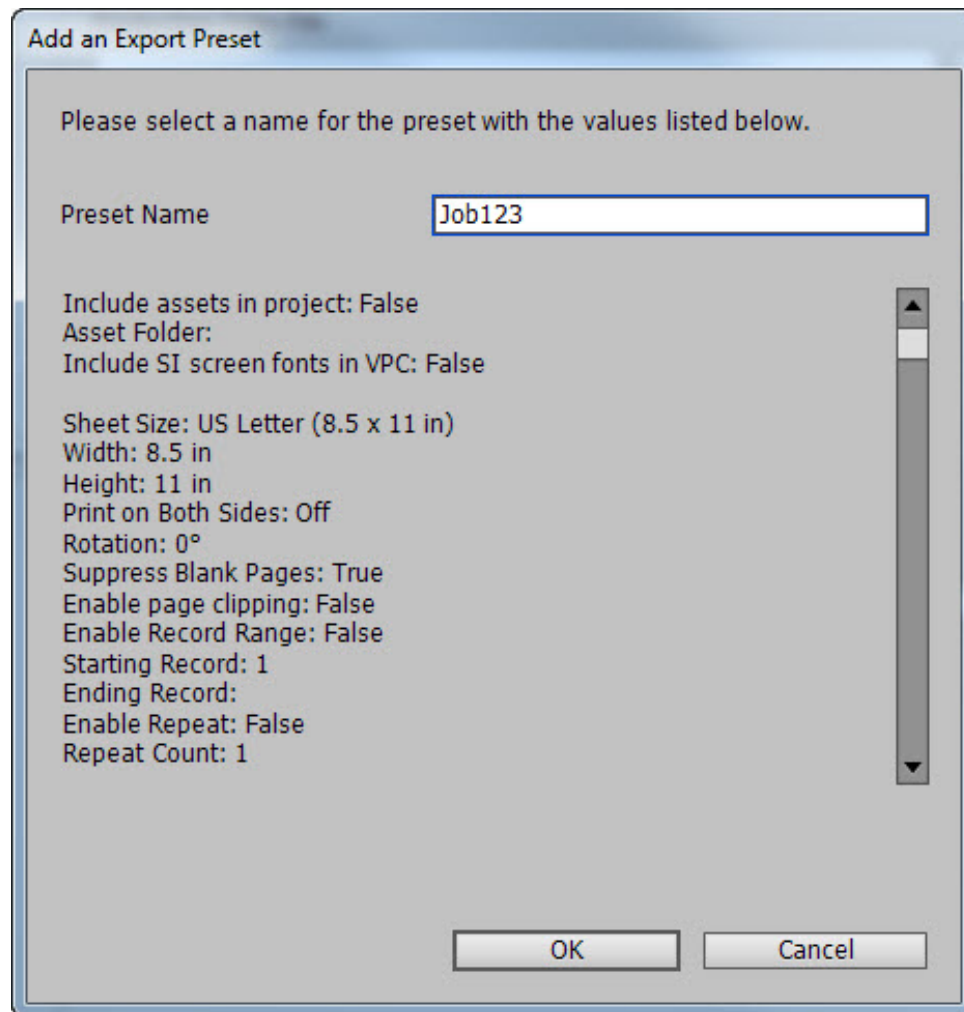 Add an Export Preset
Please select a name for the preset with the values listed below.
Preset Name
Job123
Include assets in project: False
Asset Folder:
Include SI screen fonts in VPC: False
Sheet Size: US Letter (8.5 x 11 in)
Width: 8.5 in
Height: 11 in
Print on Both Sides: Off
Rotation: 0°
Suppress Blank Pages: True
Enable page clipping: False
Enable Record Range: False
Starting Record: 1
Ending Record:
Enable Repeat: False
Repeat Count: 1
OK
Cancel